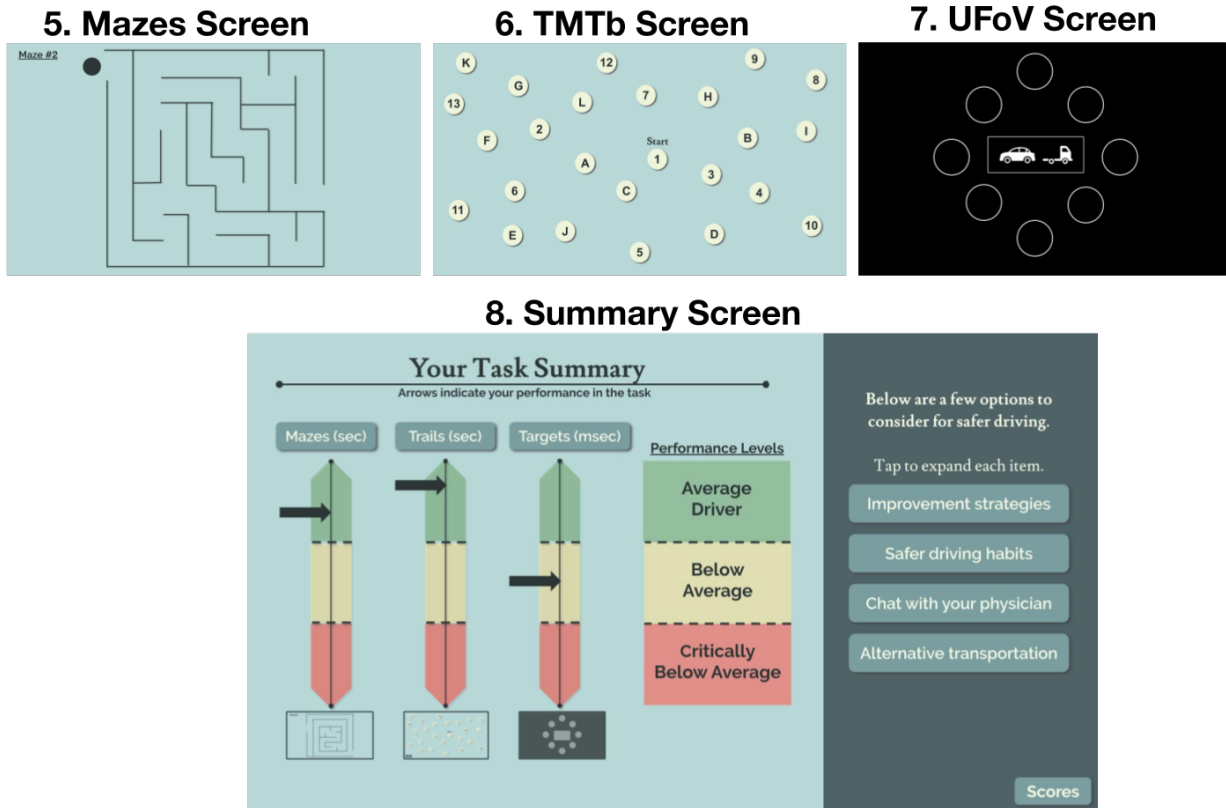 5. Mazes Screen
6. TMTb Screen
7. UFoV Screen
Maze #2
K
12
9
8
G
L
7
H
13
2
F
B
I
Start
A
1
3
6
C
4
11
E
J
D
10
5
8. Summary Screen
Your Task Summary
Arrows indicate your performance in the task
Mazes (sec)
Trails (sec)
Targets (msec)
Performance Levels
Average
Driver
Below
Average
Critically
Below Average
Below are a few options to
consider for safer driving.
Tap to expand each item.
Improvement strategies
Safer driving habits
Chat with your physician
Alternative transportation
Scores